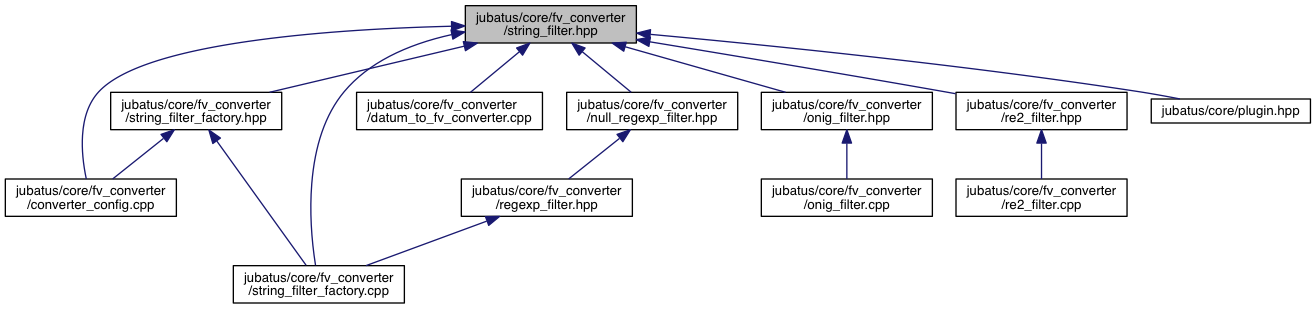 jubatus/core/fv_converter
/string_filter.hpp
jubatus/core/fv_converter
/string_filter_factory.hpp
jubatus/core/fv_converter
/datum_to_fv_converter.cpp
jubatus/core/fv_converter
/null_regexp_filter.hpp
jubatus/core/fv_converter
/onig_filter.hpp
jubatus/core/fv_converter
/re2_filter.hpp
jubatus/core/plugin.hpp
jubatus/core/fv_converter
/converter_config.cpp
jubatus/core/fv_converter
/regexp_filter.hpp
jubatus/core/fv_converter
/onig_filter.cpp
jubatus/core/fv_converter
/re2_filter.cpp
jubatus/core/fv_converter
/string_filter_factory.cpp